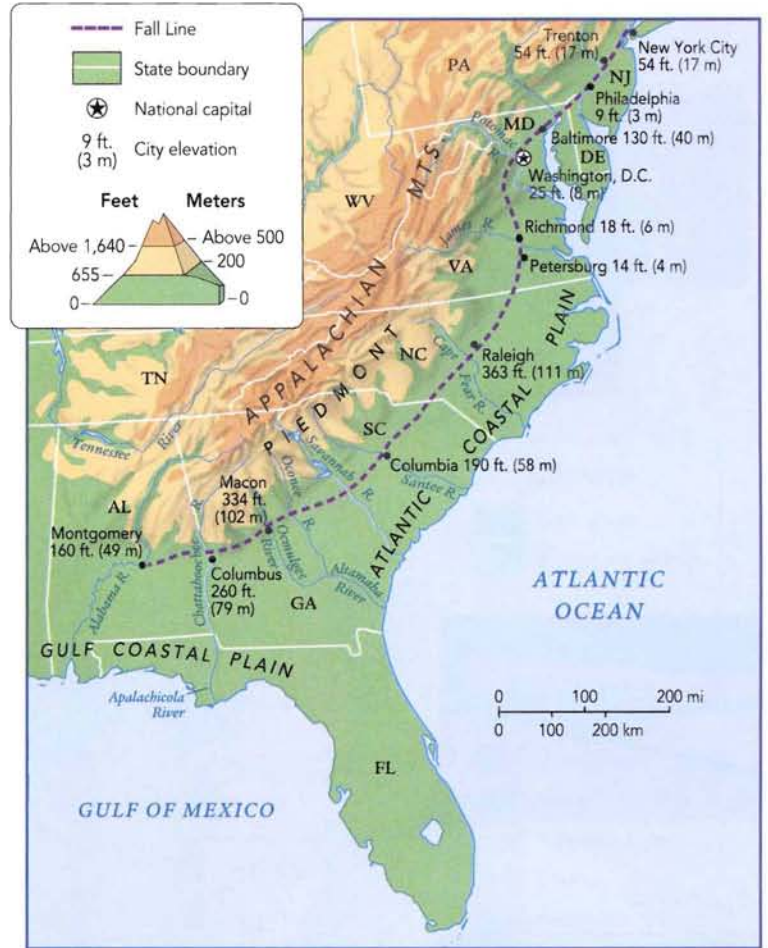 Fall Line
State boundary
National capital
9 ft.
(3 m)
City elevation
Feet
Meters
Above 1,640
Above 500
655
200
0
0
Trenton
54 ft. (17 m)
New York City
54 ft. (17 m)
PA
NJ
Philadelphia
9 ft. (3 m)
MD
Potomac
R.
Baltimore 130 ft. (40 m)
DE
Washington, D.C.
25 ft. (8 m)
WV
James R.
Richmond 18 ft. (6 m)
VA
Petersburg 14 ft. (4 m)
APPALACHIAN MTS.
PIEDMONT
NC
Cape
Fear R.
Raleigh
363 ft. (111 m)
TN
Tennessee
River
SC
Savannah R.
Columbia 190 ft. (58 m)
Santee R.
ATLANTIC COASTAL PLAIN
Macon
334 ft.
(102 m)
Oconee R.
Ocmulgee
River
Altamaha
River
AL
Montgomery
160 ft. (49 m)
Alabama R.
Chattahoochee R.
Columbus
260 ft.
(79 m)
GA
ATLANTIC
OCEAN
GULF COASTAL PLAIN
Apalachicola
River
0 100 200 mi
0 100 200 km
FL
GULF OF MEXICO